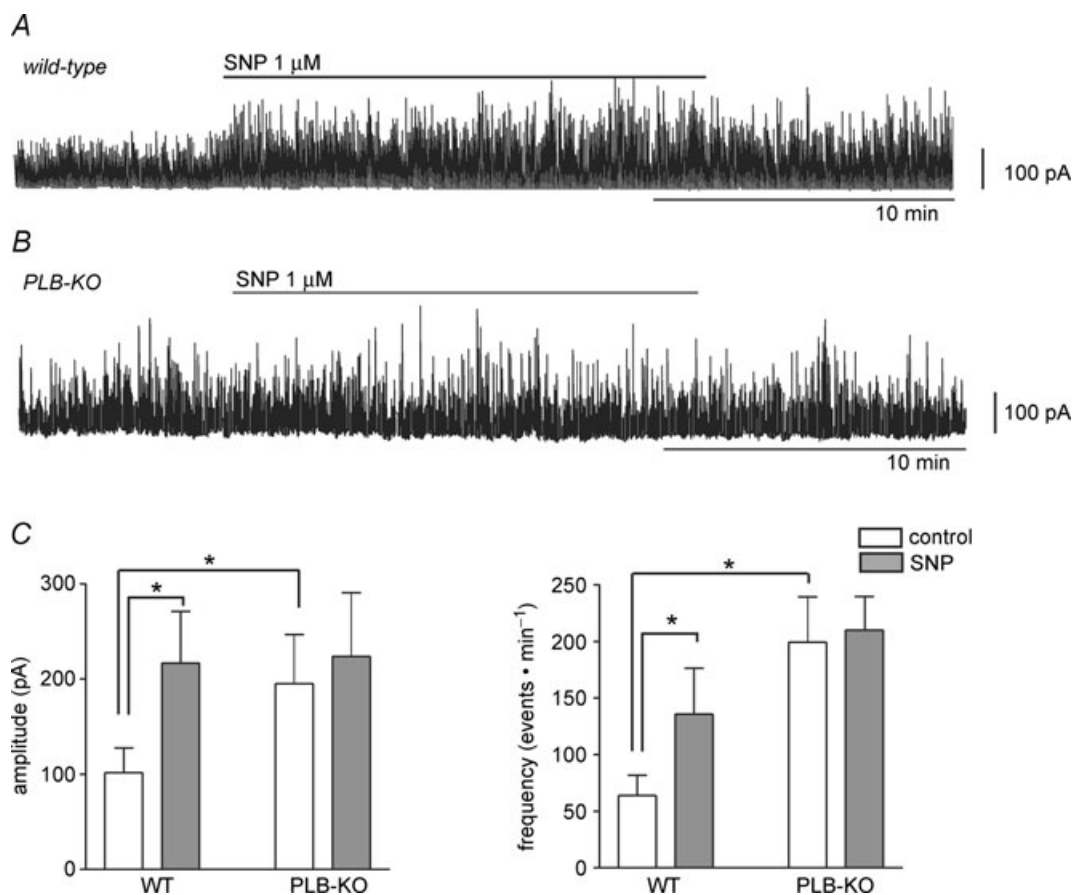 A
wild-type
SNP 1 μM
100 pA
10 min
B
PLB-KO
SNP 1 μM
100 pA
10 min
C
control
SNP
amplitude (pA)
300
200
100
0
*
*
WT
PLB-KO
frequency (events • min⁻¹)
250
200
150
100
50
0
*
*
WT
PLB-KO